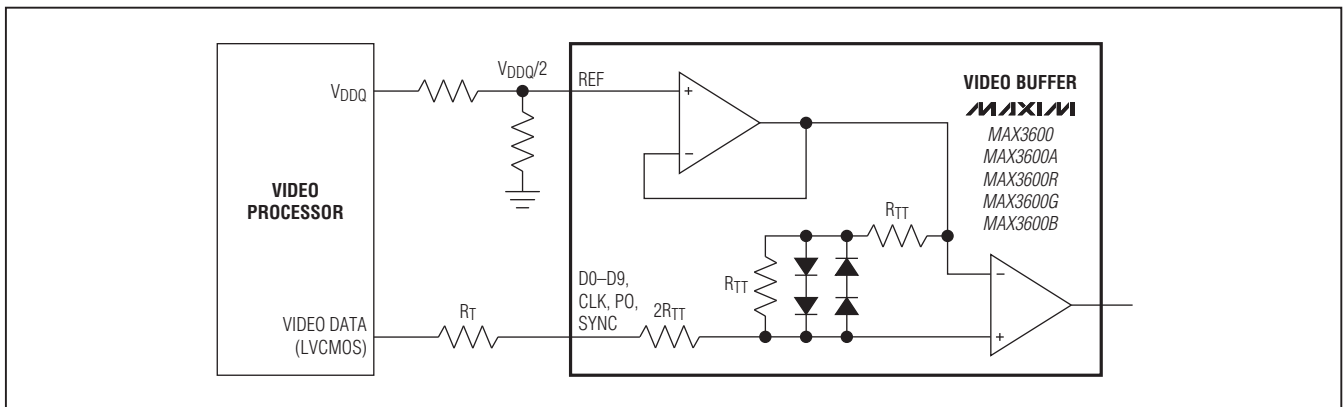 VIDEO
PROCESSOR
VDDQ
VDDQ/2
REF
+
−
VIDEO BUFFER
MAXIM
MAX3600
MAX3600A
MAX3600R
MAX3600G
MAX3600B
RTT
RTT
D0–D9,
CLK, PO,
SYNC
2RTT
VIDEO DATA
(LVCMOS)
RT
−
+